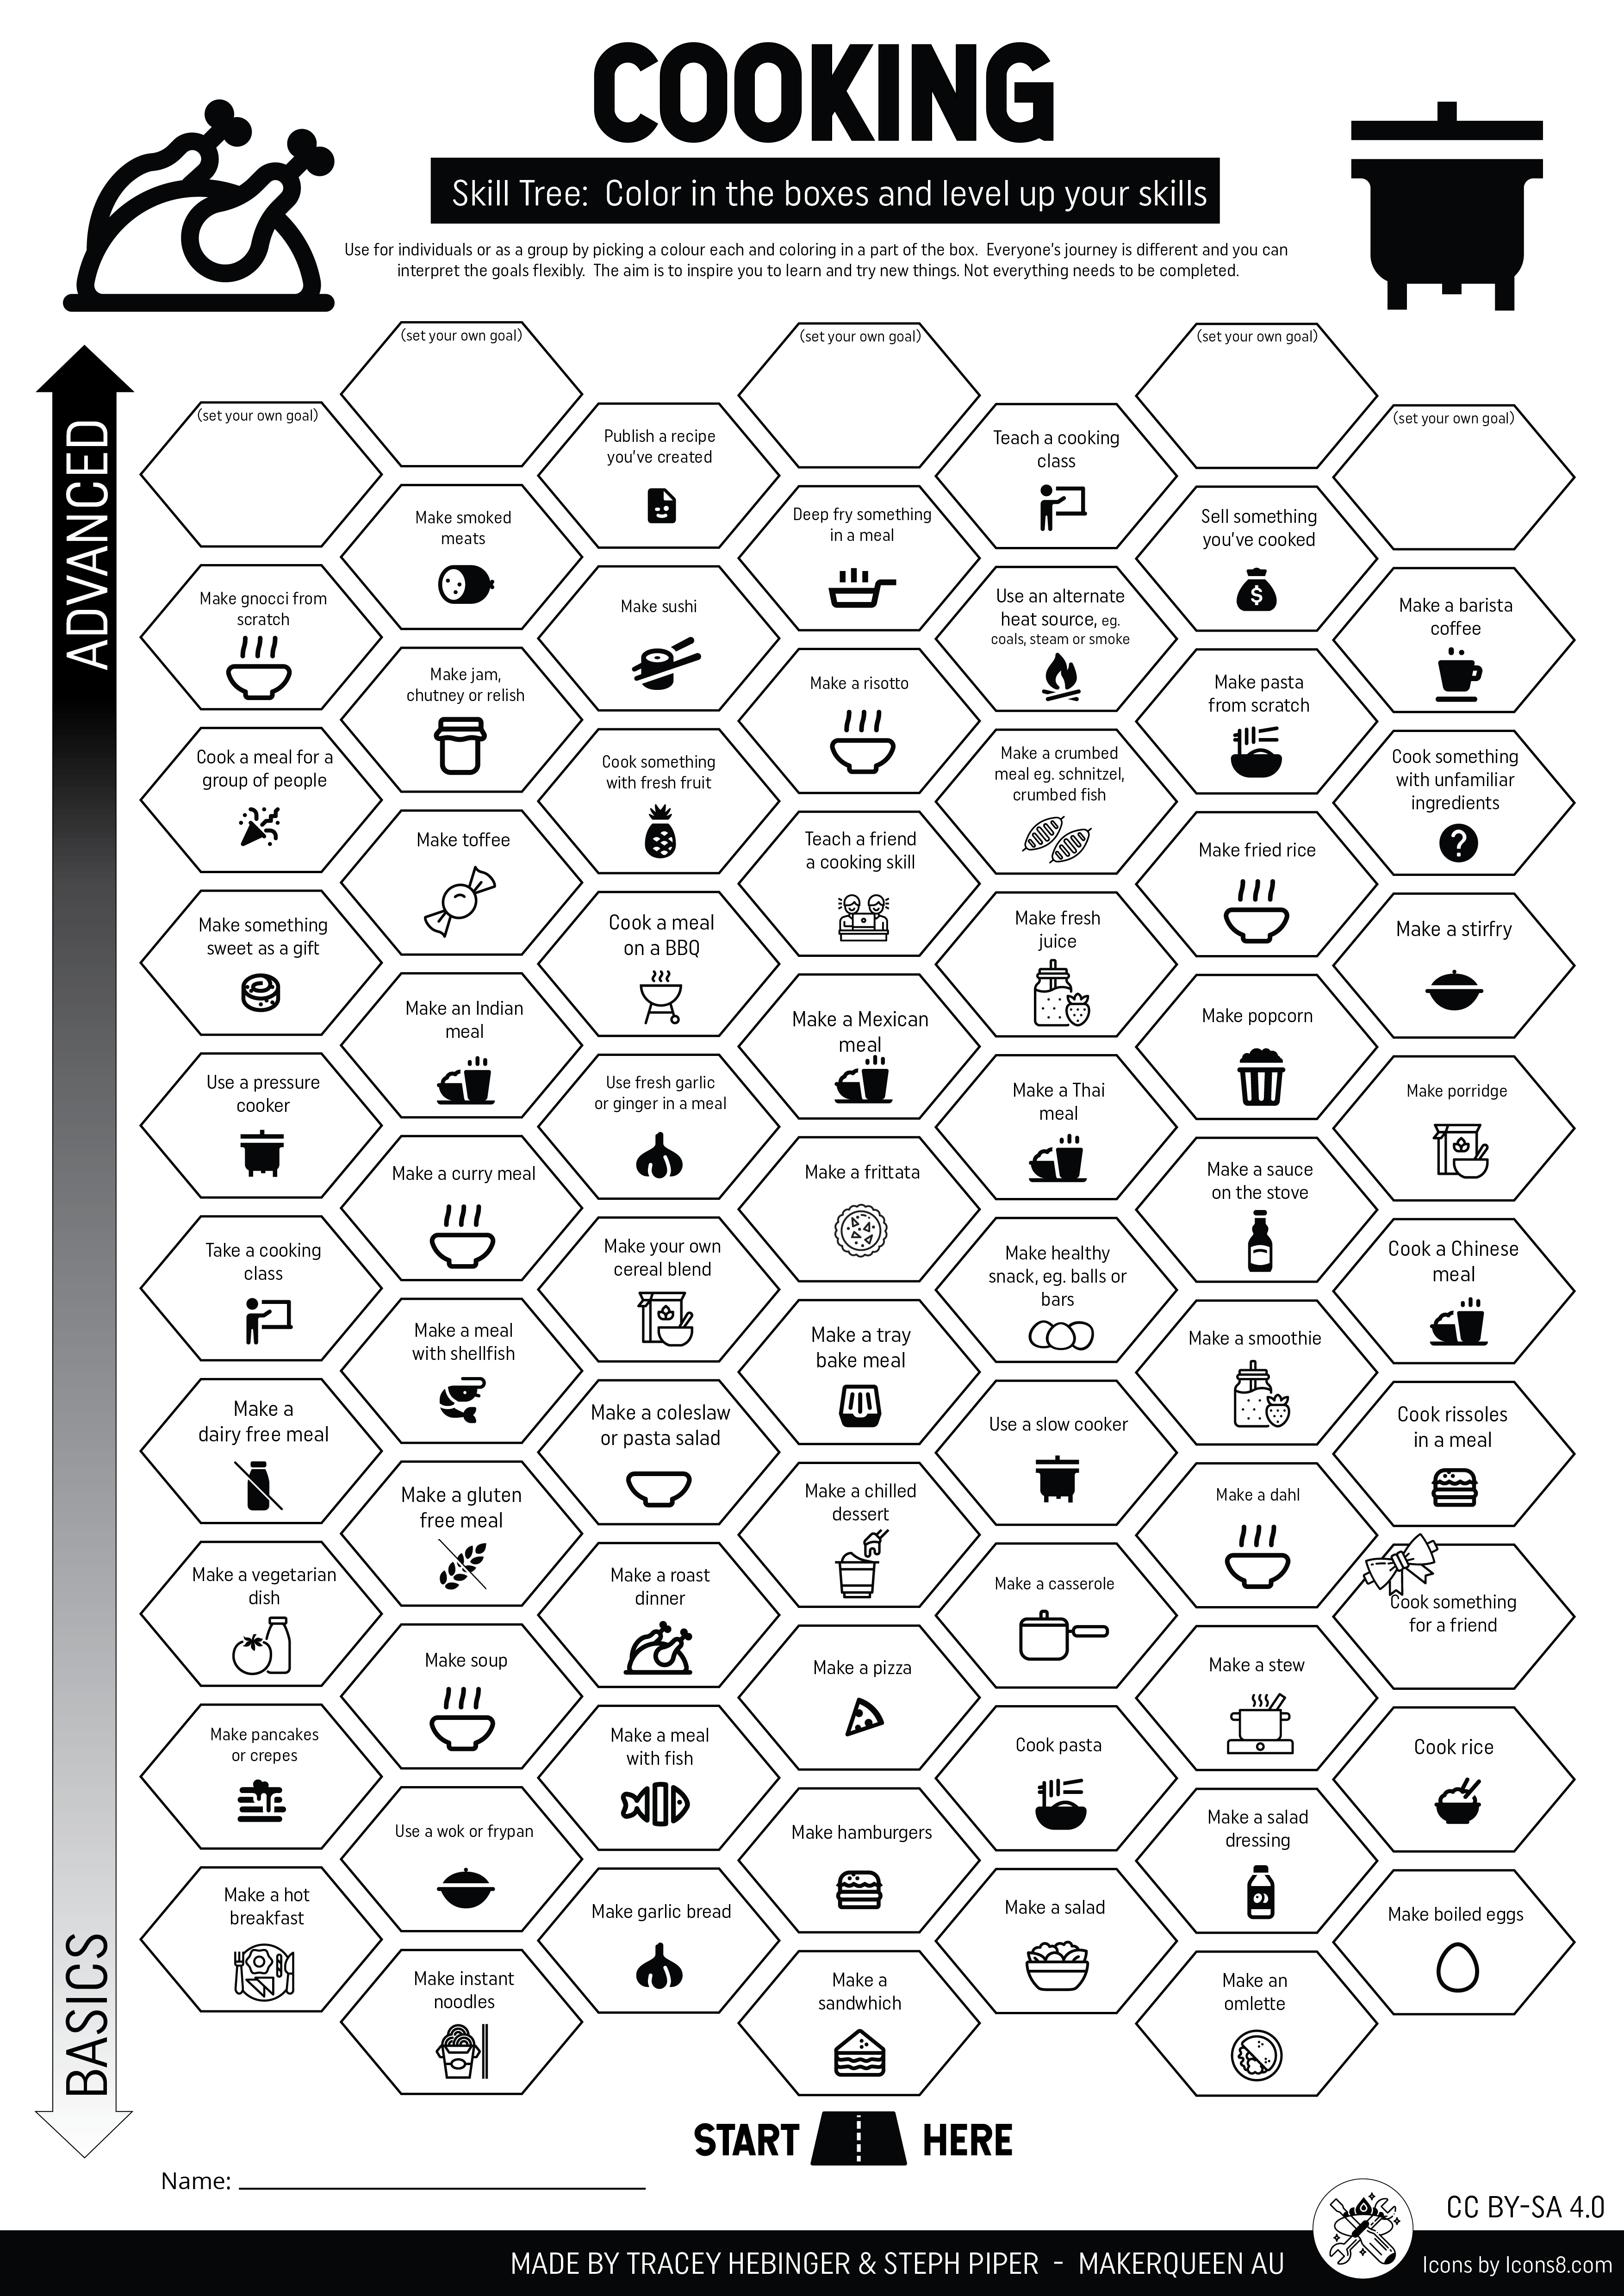 COOKING
Skill Tree:  Color in the boxes and level up your skills
Use for individuals or as a group by picking a colour each and coloring in a part of the box.  Everyone's journey is different and you can
interpret the goals flexibly.  The aim is to inspire you to learn and try new things. Not everything needs to be completed.
ADVANCED
(set your own goal)
(set your own goal)
(set your own goal)
(set your own goal)
(set your own goal)
Publish a recipe
you've created
Teach a cooking
class
Make smoked
meats
Deep fry something
in a meal
Sell something
you've cooked
Make gnocci from
scratch
Make sushi
Use an alternate
heat source, eg.
coals, steam or smoke
Make a barista
coffee
Make jam,
chutney or relish
Make a risotto
Make pasta
from scratch
Cook a meal for a
group of people
Cook something
with fresh fruit
Make a crumbed
meal eg. schnitzel,
crumbed fish
Cook something
with unfamiliar
ingredients
Make toffee
Teach a friend
a cooking skill
Make fried rice
Make something
sweet as a gift
Cook a meal
on a BBQ
Make fresh
juice
Make a stirfry
Make an Indian
meal
Make a Mexican
meal
Make popcorn
Use a pressure
cooker
Use fresh garlic
or ginger in a meal
Make a Thai
meal
Make porridge
Make a curry meal
Make a frittata
Make a sauce
on the stove
Take a cooking
class
Make your own
cereal blend
Make healthy
snack, eg. balls or
bars
Cook a Chinese
meal
Make a meal
with shellfish
Make a tray
bake meal
Make a smoothie
Make a
dairy free meal
Make a coleslaw
or pasta salad
Use a slow cooker
Cook rissoles
in a meal
Make a gluten
free meal
Make a chilled
dessert
Make a dahl
Make a vegetarian
dish
Make a roast
dinner
Make a casserole
Cook something
for a friend
Make soup
Make a pizza
Make a stew
Make pancakes
or crepes
Make a meal
with fish
Cook pasta
Cook rice
Use a wok or frypan
Make hamburgers
Make a salad
dressing
Make a hot
breakfast
Make garlic bread
Make a salad
Make boiled eggs
Make instant
noodles
Make a
sandwhich
Make an
omlette
BASICS
START HERE
Name:
CC BY-SA 4.0
MADE BY TRACEY HEBINGER & STEPH PIPER  -  MAKERQUEEN AU
Icons by Icons8.com